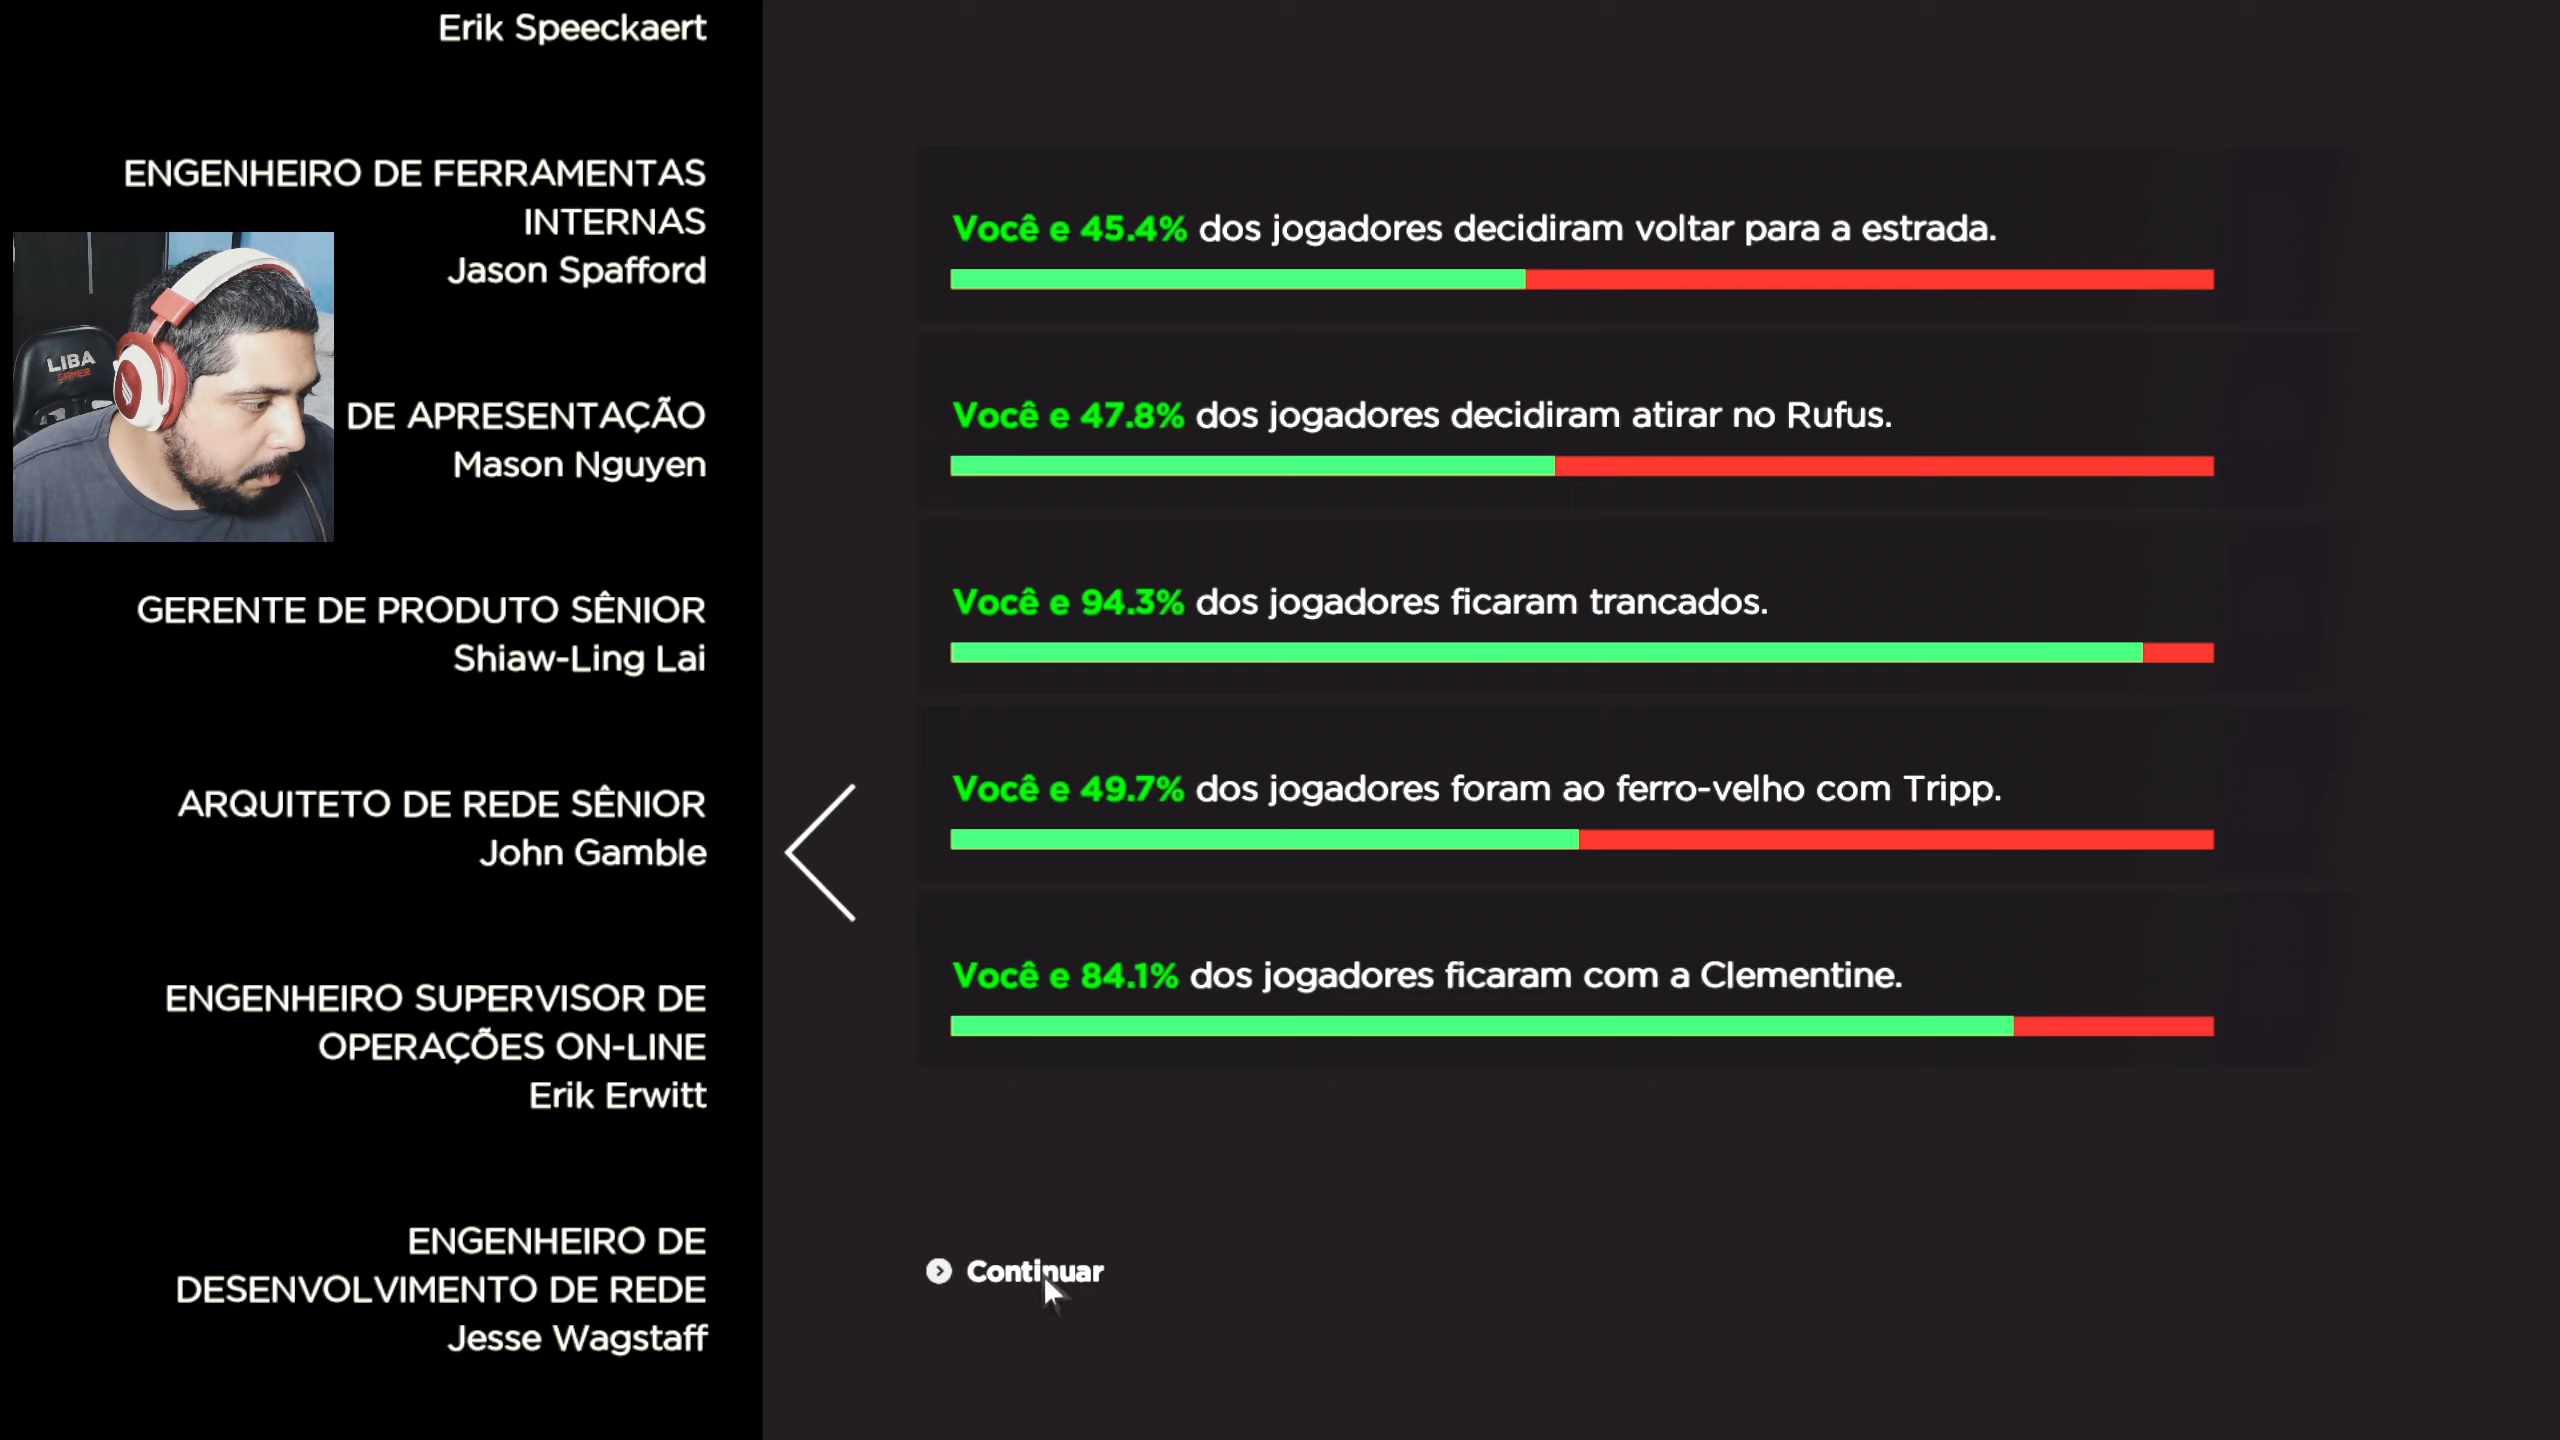 Erik Speeckaert
ENGENHEIRO DE FERRAMENTAS
INTERNAS
Jason Spafford
LIBA
GAMER
DE APRESENTAÇÃO
Mason Nguyen
GERENTE DE PRODUTO SÊNIOR
Shiaw-Ling Lai
ARQUITETO DE REDE SÊNIOR
John Gamble
ENGENHEIRO SUPERVISOR DE
OPERAÇÕES ON-LINE
Erik Erwitt
ENGENHEIRO DE
DESENVOLVIMENTO DE REDE
Jesse Wagstaff
Você e 45.4% dos jogadores decidiram voltar para a estrada.
Você e 47.8% dos jogadores decidiram atirar no Rufus.
Você e 94.3% dos jogadores ficaram trancados.
Você e 49.7% dos jogadores foram ao ferro-velho com Tripp.
Você e 84.1% dos jogadores ficaram com a Clementine.
Continuar